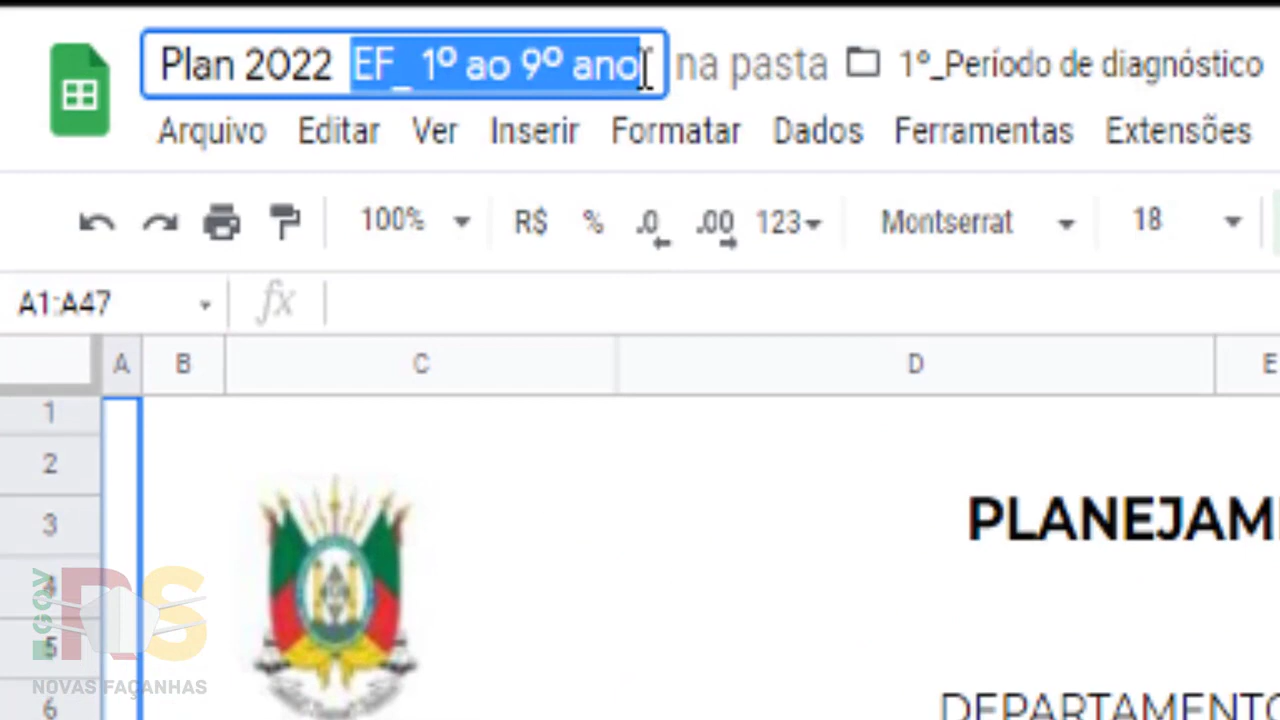 Plan 2022 EF_ 1º ao 9º ano na pasta 1º_Período de diagnóstico
Arquivo Editar Ver Inserir Formatar Dados Ferramentas Extensões
100% R$ % .0 .00 123 Montserrat 18
A1:A47 fx
A B C D E
1
2
3 PLANEJAM
4
5
GOV RS
NOVAS FAÇANHAS
6 DEPARTAMENTO